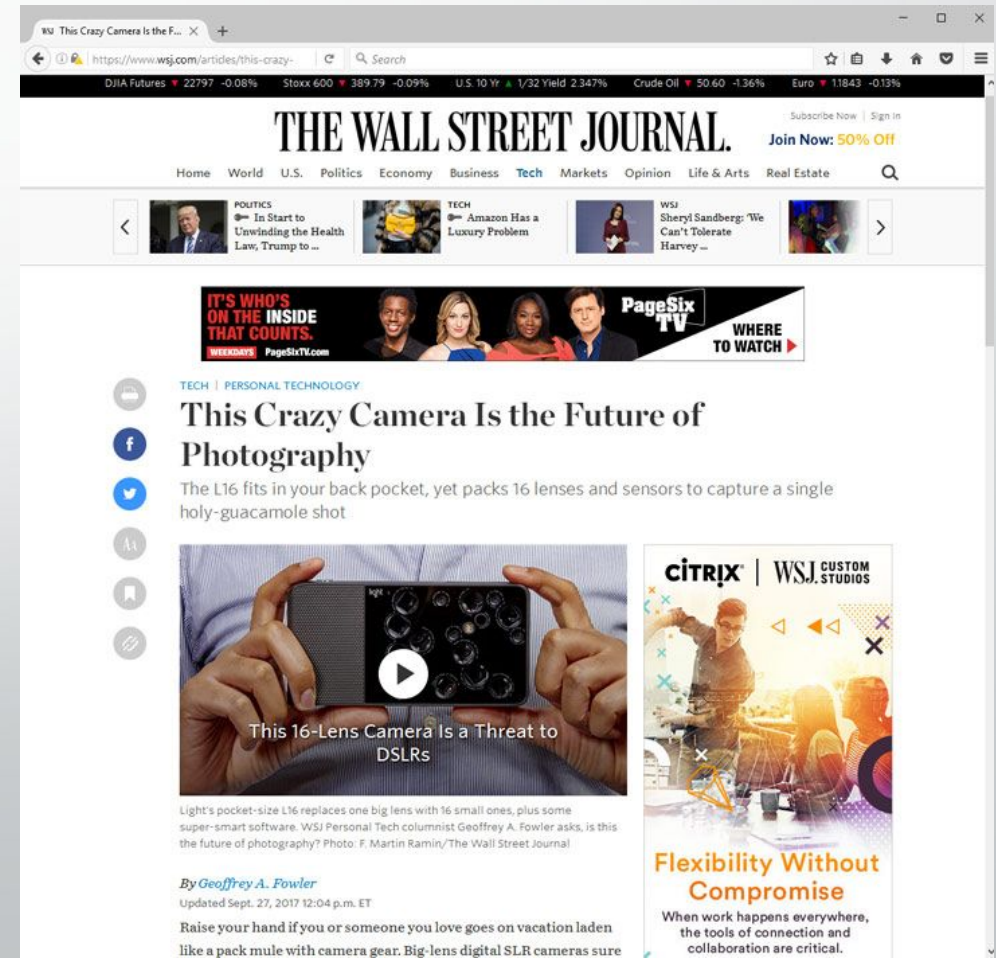 WSJ This Crazy Camera Is the F...
https://www.wsj.com/articles/this-crazy-
Search
DJIA Futures ▼ 22797 -0.08% Stoxx 600 ▼ 389.79 -0.09% U.S. 10 Yr ▲ 1/32 Yield 2.347% Crude Oil ▼ 50.60 -1.36% Euro ▼ 1.1843 -0.13%
THE WALL STREET JOURNAL.
Subscribe Now | Sign In
Join Now: 50% Off
Home World U.S. Politics Economy Business Tech Markets Opinion Life & Arts Real Estate
POLITICS
In Start to
Unwinding the Health
Law, Trump to ...
TECH
Amazon Has a
Luxury Problem
WSJ
Sheryl Sandberg: 'We
Can't Tolerate
Harvey ...
IT'S WHO'S
ON THE INSIDE
THAT COUNTS.
WEEKDAYS PageSixTV.com
PageSix
TV
WHERE
TO WATCH
TECH | PERSONAL TECHNOLOGY
This Crazy Camera Is the Future of
Photography
The L16 fits in your back pocket, yet packs 16 lenses and sensors to capture a single
holy-guacamole shot
f
AA
light
This 16-Lens Camera Is a Threat to
DSLRs
Light's pocket-size L16 replaces one big lens with 16 small ones, plus some
super-smart software. WSJ Personal Tech columnist Geoffrey A. Fowler asks, is this
the future of photography? Photo: F. Martin Ramin/The Wall Street Journal
By Geoffrey A. Fowler
Updated Sept. 27, 2017 12:04 p.m. ET
Raise your hand if you or someone you love goes on vacation laden
like a pack mule with camera gear. Big-lens digital SLR cameras sure
CITRIX | WSJ. CUSTOM
STUDIOS
Flexibility Without
Compromise
When work happens everywhere,
the tools of connection and
collaboration are critical.